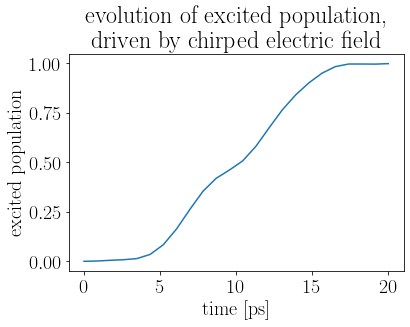 evolution of excited population,
driven by chirped electric field
1.00
0.75
0.50
0.25
0.00
excited population
0 5 10 15 20
time [ps]